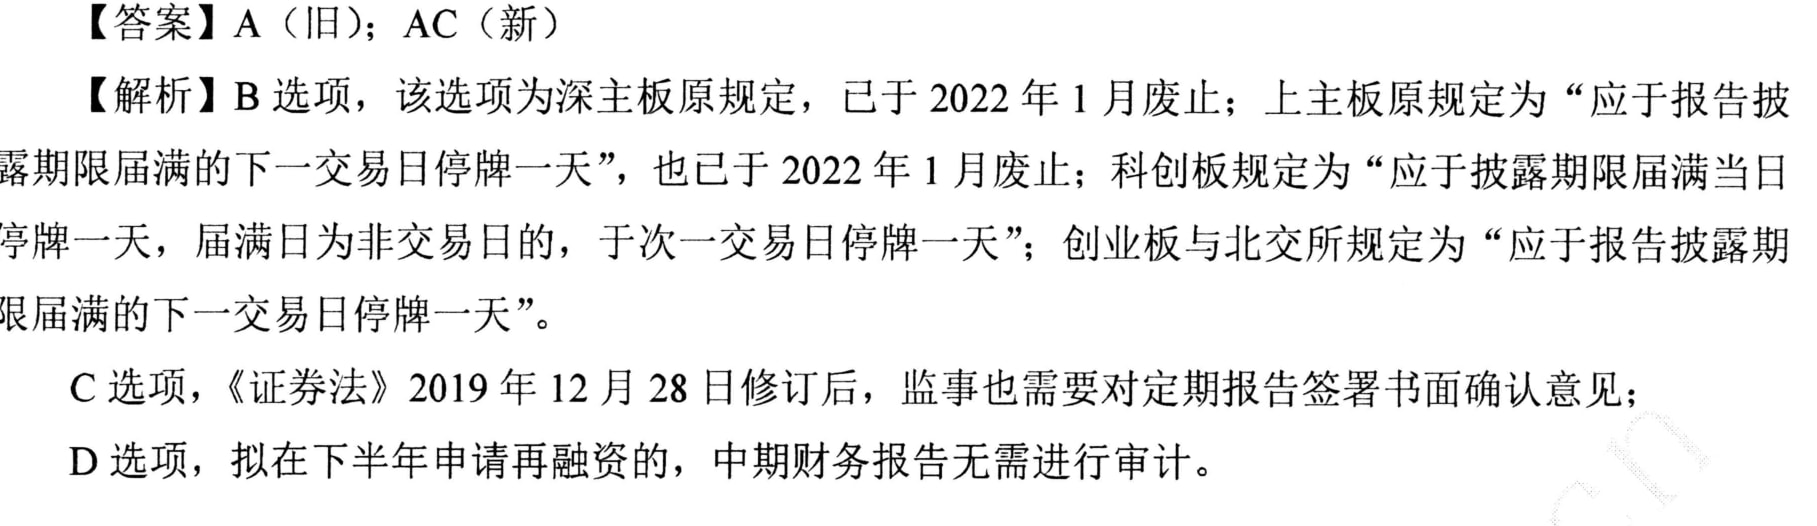 【答案】A（旧）；AC（新）
【解析】B 选项，该选项为深主板原规定，已于 2022 年 1 月废止；上主板原规定为“应于报告披
露期限届满的下一交易日停牌一天”，也已于 2022 年 1 月废止；科创板规定为“应于披露期限届满当日
停牌一天，届满日为非交易日的，于次一交易日停牌一天”；创业板与北交所规定为“应于报告披露期
限届满的下一交易日停牌一天”。
C 选项，《证券法》2019 年 12 月 28 日修订后，监事也需要对定期报告签署书面确认意见；
D 选项，拟在下半年申请再融资的，中期财务报告无需进行审计。
cn